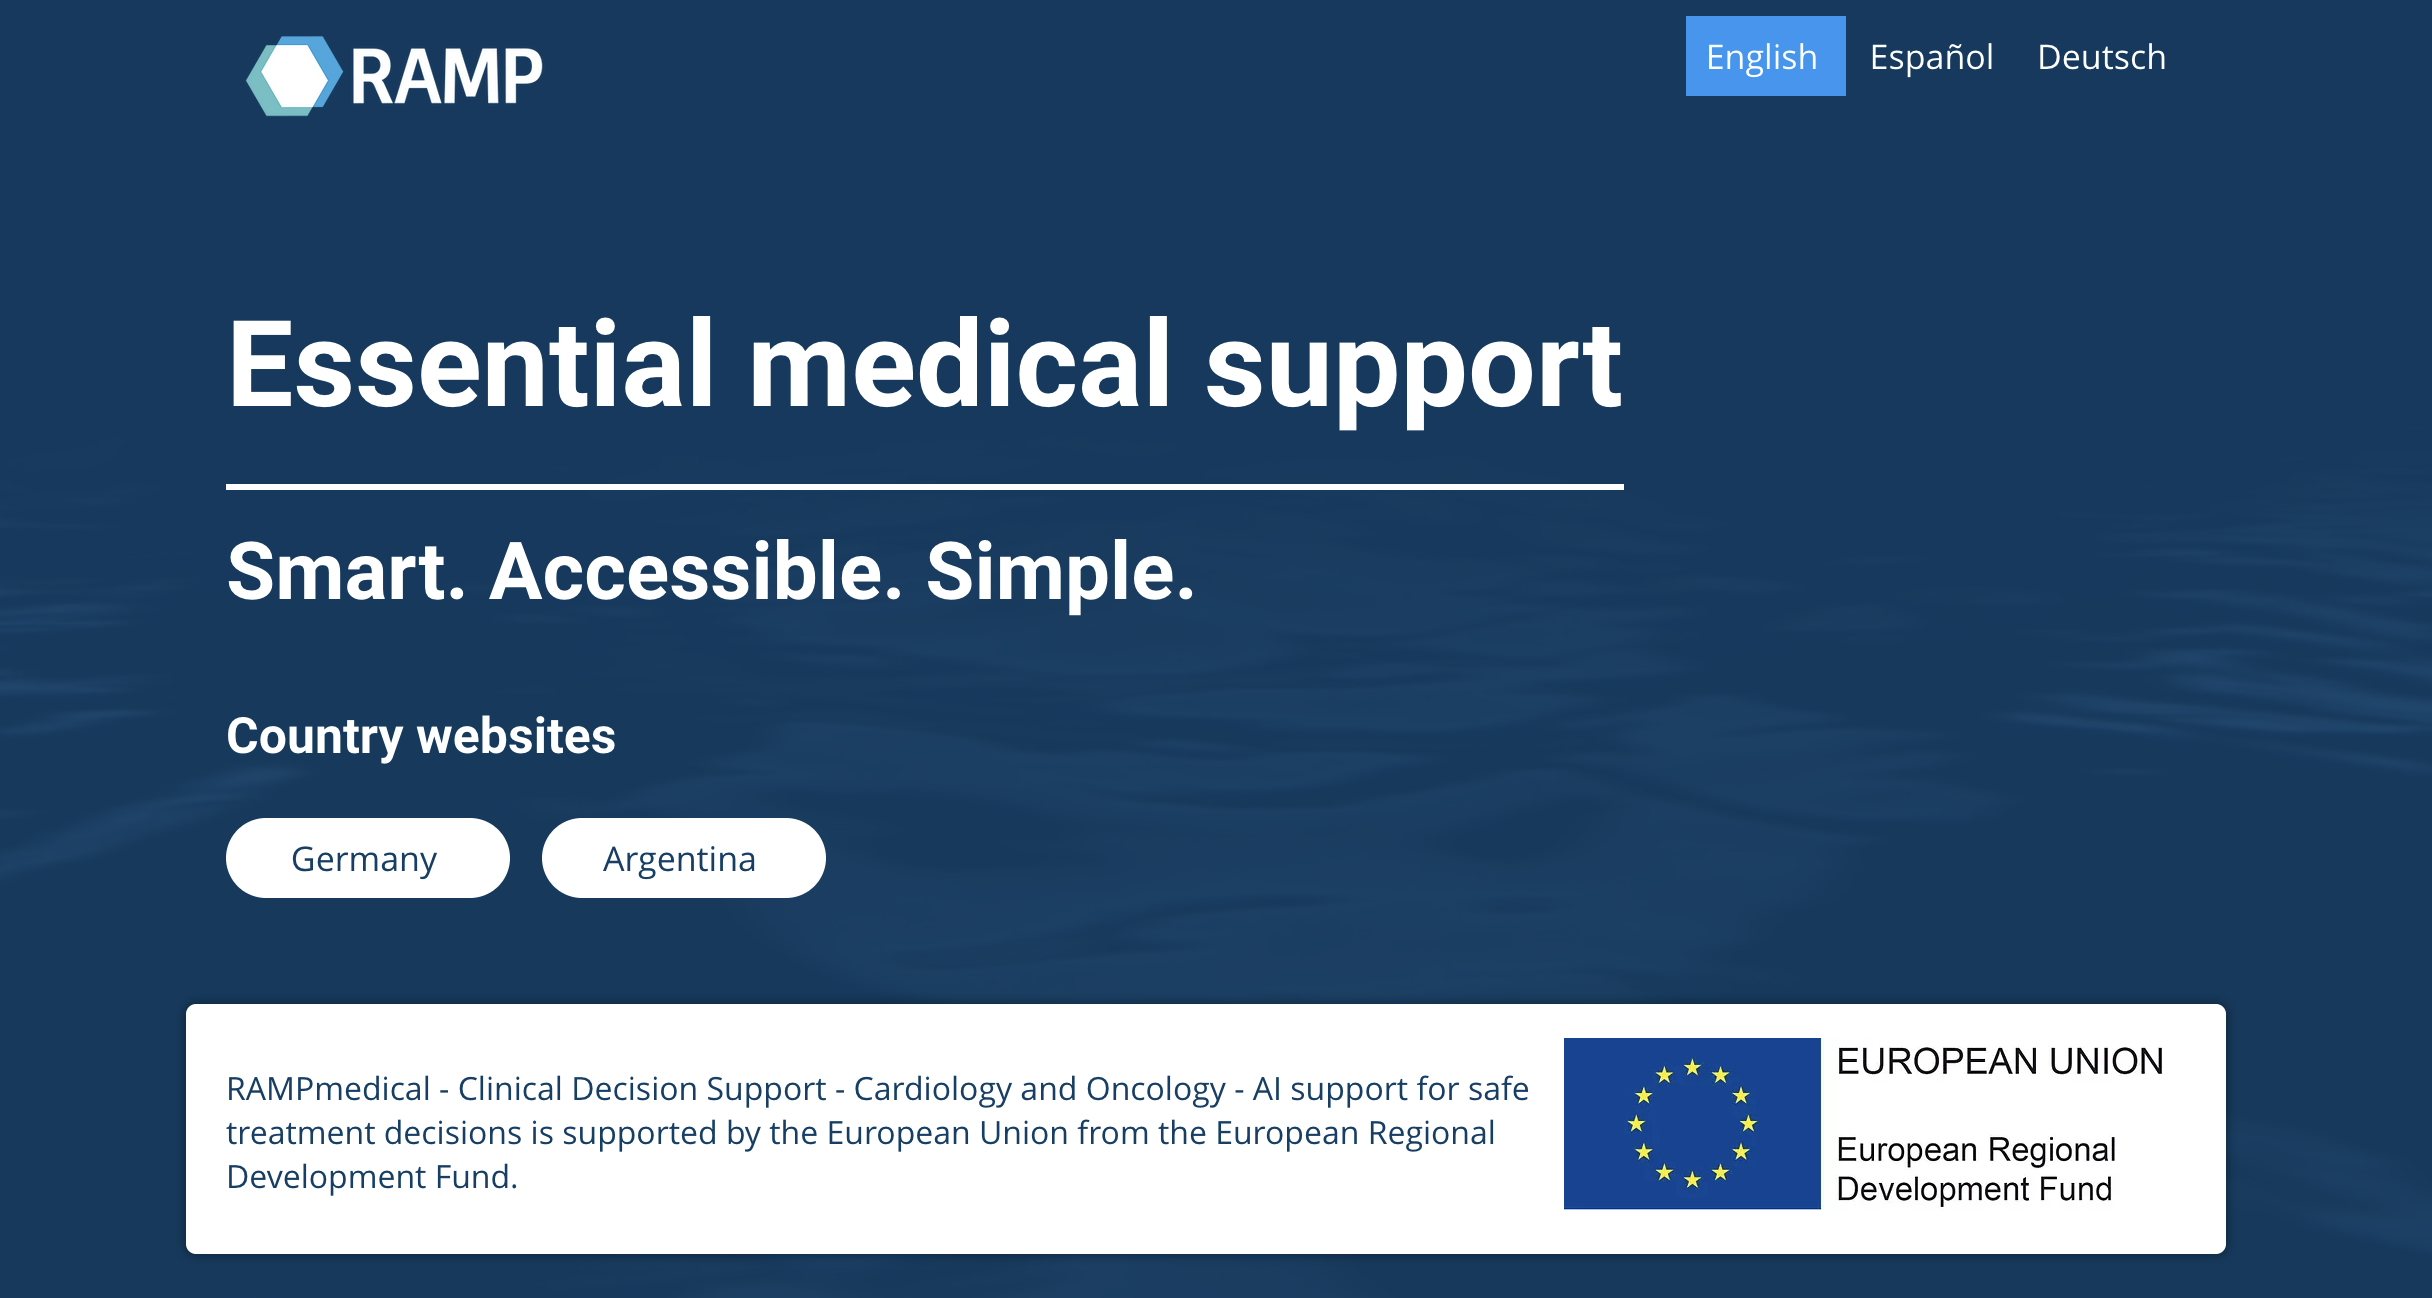 RAMP
English Español Deutsch
Essential medical support
Smart. Accessible. Simple.
Country websites
Germany Argentina
RAMPmedical - Clinical Decision Support - Cardiology and Oncology - AI support for safe
treatment decisions is supported by the European Union from the European Regional
Development Fund.
EUROPEAN UNION
European Regional
Development Fund